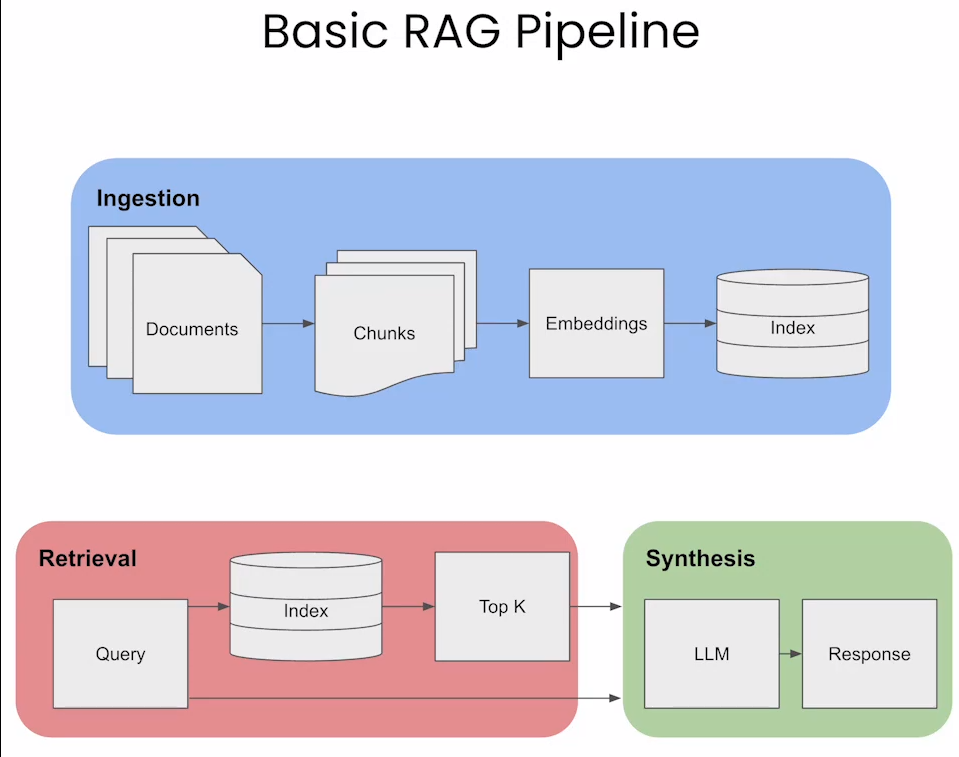 Basic RAG Pipeline
Ingestion
Documents
Chunks
Embeddings
Index
Retrieval
Query
Index
Top K
Synthesis
LLM
Response